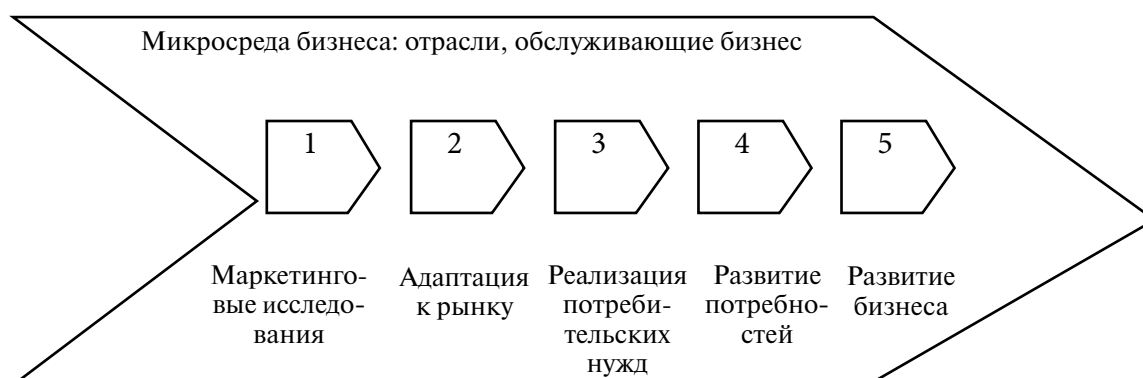 Микросреда бизнеса: отрасли, обслуживающие бизнес
1
2
3
4
5
Маркетинго-
вые исследо-
вания
Адаптация
к рынку
Реализация
потреби-
тельских
нужд
Развитие
потребно-
стей
Развитие
бизнеса